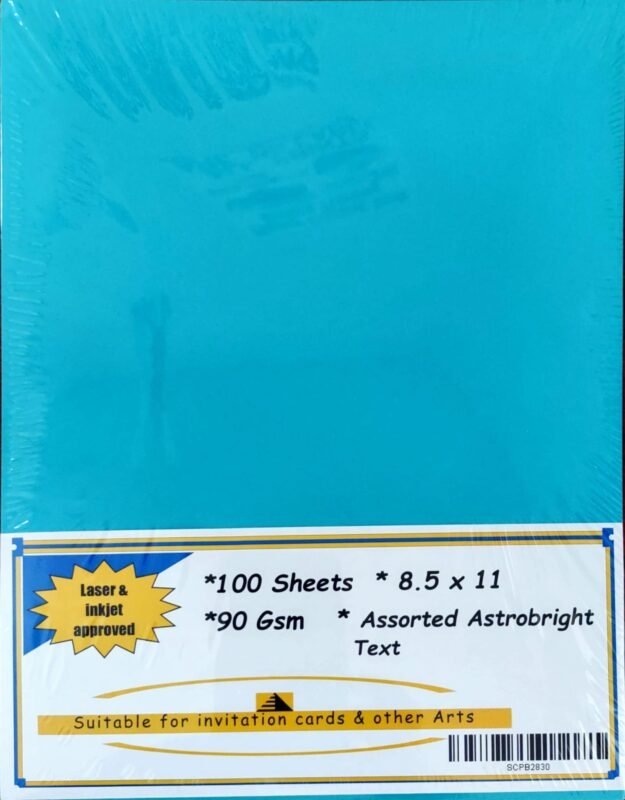 Laser &
inkjet
approved
*100 Sheets * 8.5 x 11
*90 Gsm * Assorted Astrobright
Text
Suitable for invitation cards & other Arts
SCPB2830